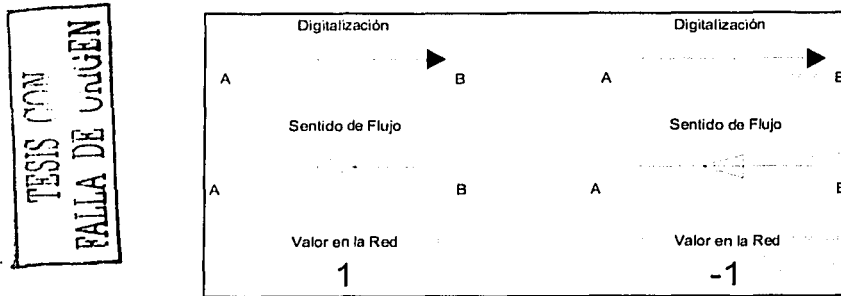 TESIS CON
FALLA DE ORIGEN
Digitalización
A B
Sentido de Flujo
A B
Valor en la Red
1
Digitalización
A B
Sentido de Flujo
A B
Valor en la Red
-1